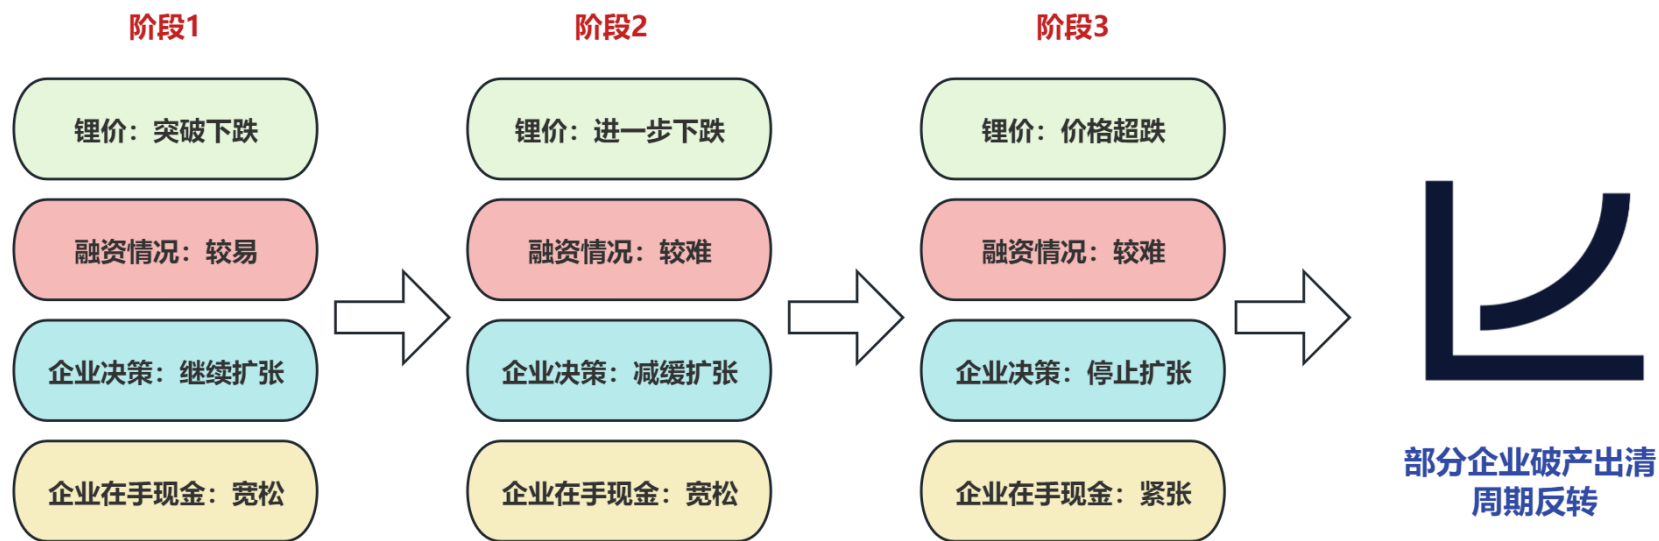 阶段1
锂价：突破下跌
融资情况：较易
企业决策：继续扩张
企业在手现金：宽松
阶段2
锂价：进一步下跌
融资情况：较难
企业决策：减缓扩张
企业在手现金：宽松
阶段3
锂价：价格超跌
融资情况：较难
企业决策：停止扩张
企业在手现金：紧张
部分企业破产出清
周期反转